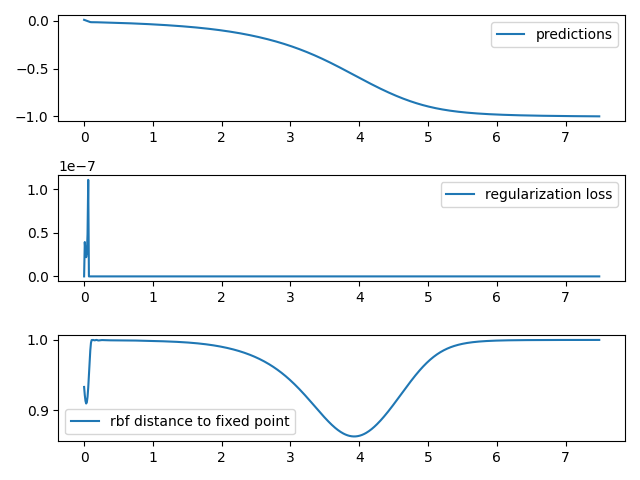 0.0
predictions
−0.5
−1.0
0 1 2 3 4 5 6 7
1e−7
1.0
regularization loss
0.5
0.0
0 1 2 3 4 5 6 7
1.0
0.9
rbf distance to fixed point
0 1 2 3 4 5 6 7